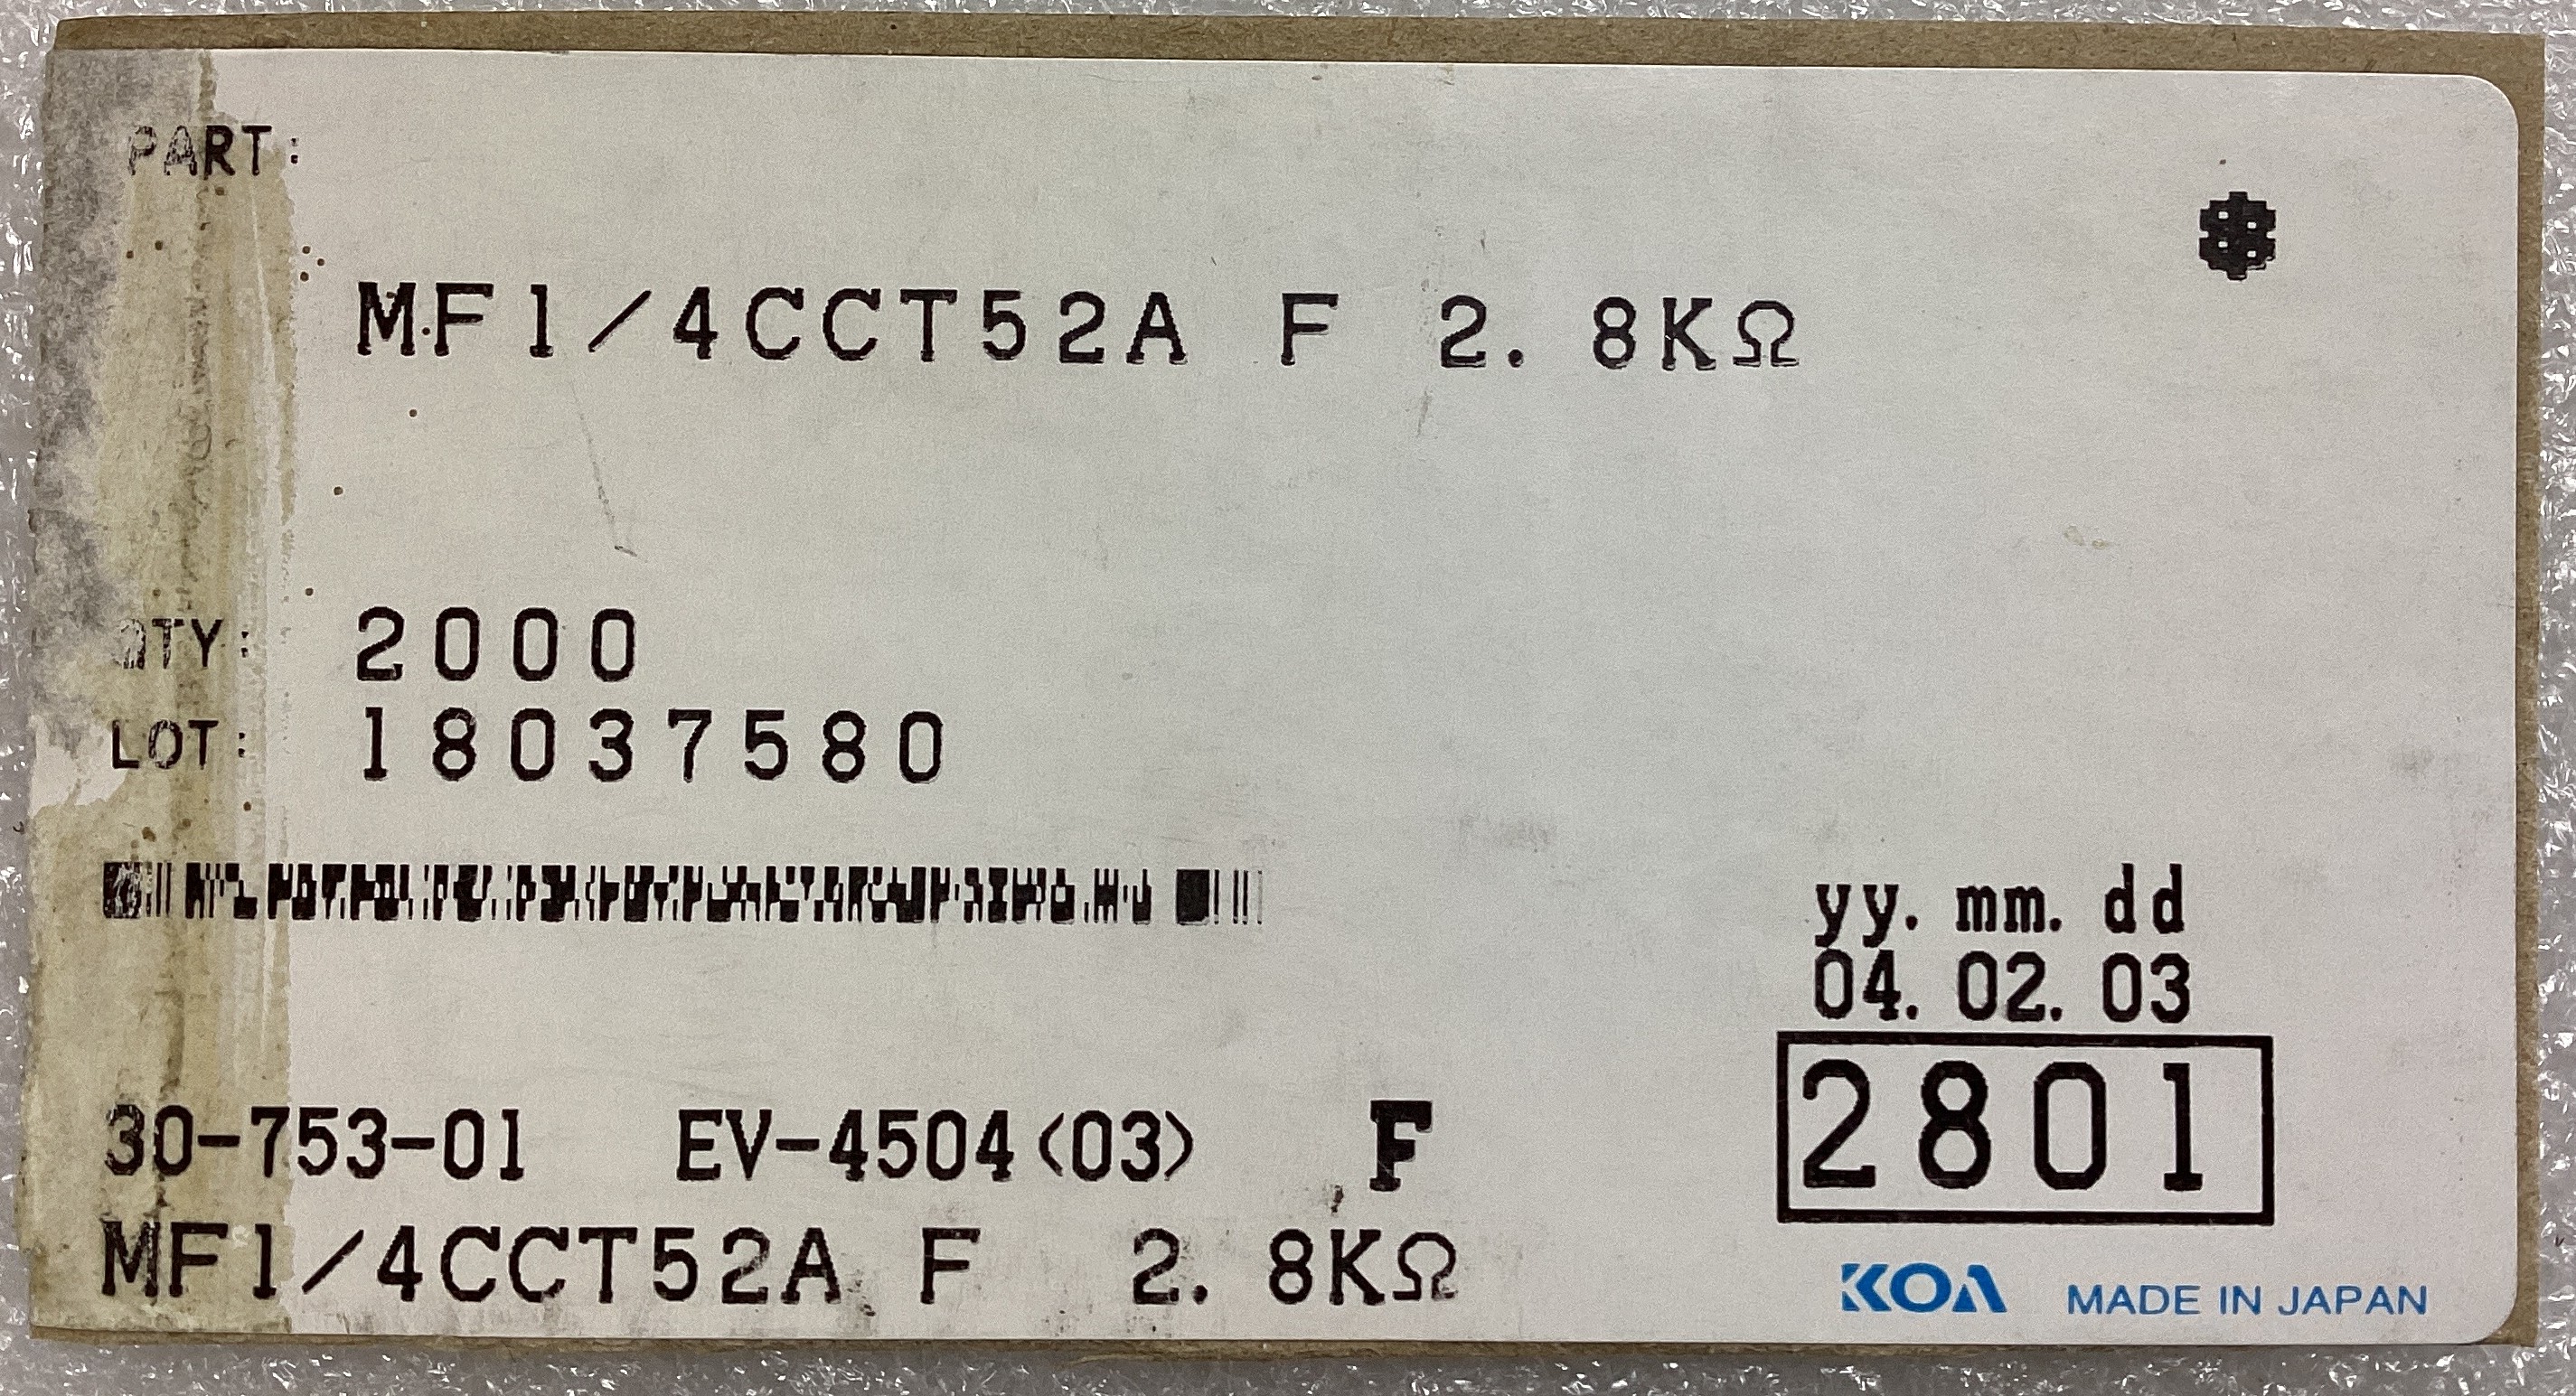 PART:
MF1/4CCT52A F 2.8KΩ
QTY: 2000
LOT: 18037580
yy. mm. dd
04. 02. 03
2801
30-753-01 EV-4504(03) F
MF1/4CCT52A F 2.8KΩ
KOA MADE IN JAPAN